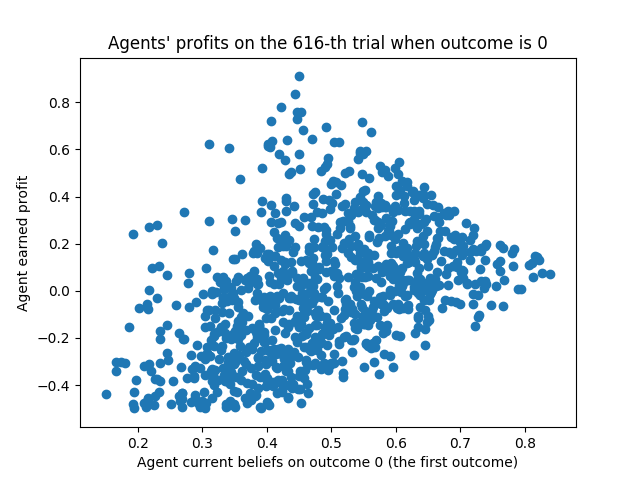 Agents' profits on the 616-th trial when outcome is 0
0.8
0.6
0.4
0.2
0.0
−0.2
−0.4
Agent earned profit
0.2 0.3 0.4 0.5 0.6 0.7 0.8
Agent current beliefs on outcome 0 (the first outcome)